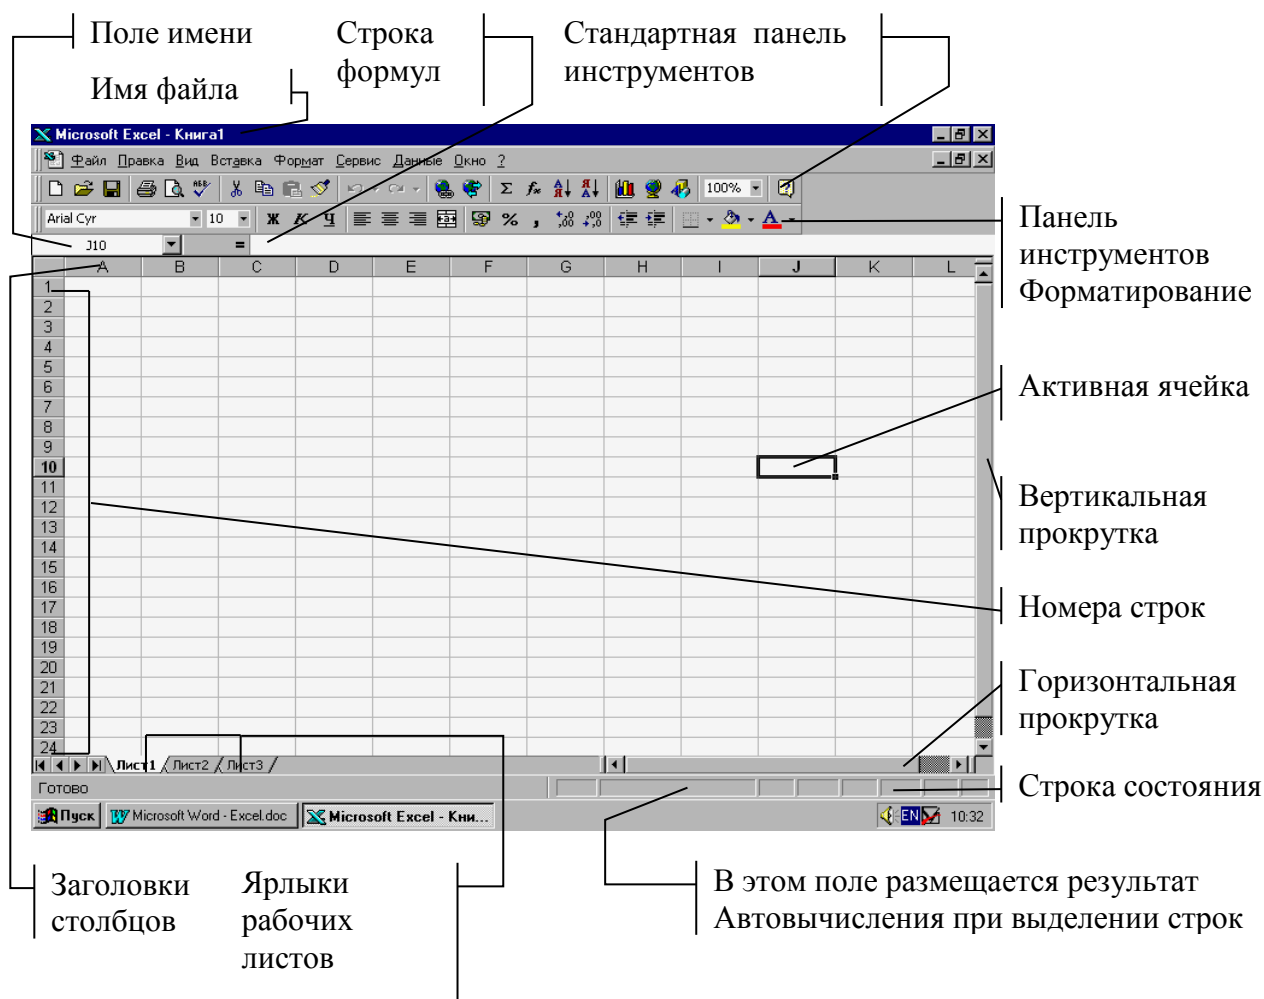 Поле имени
Строка
формул
Стандартная панель
инструментов
Имя файла
Microsoft Excel - Книга1
Файл Правка Вид Вставка Формат Сервис Данные Окно ?
100%
Arial Cyr 10 Ж К Ч
J10 =
A B C D E F G H I J K L
1
2
3
4
5
6
7
8
9
10
11
12
13
14
15
16
17
18
19
20
21
22
23
24
Панель
инструментов
Форматирование
Активная ячейка
Вертикальная
прокрутка
Номера строк
Горизонтальная
прокрутка
Строка состояния
Лист1 Лист2 Лист3
Готово
Пуск Microsoft Word - Excel.doc Microsoft Excel - Кни... EN 10:32
Заголовки
столбцов
Ярлыки
рабочих
листов
В этом поле размещается результат
Автовычисления при выделении строк